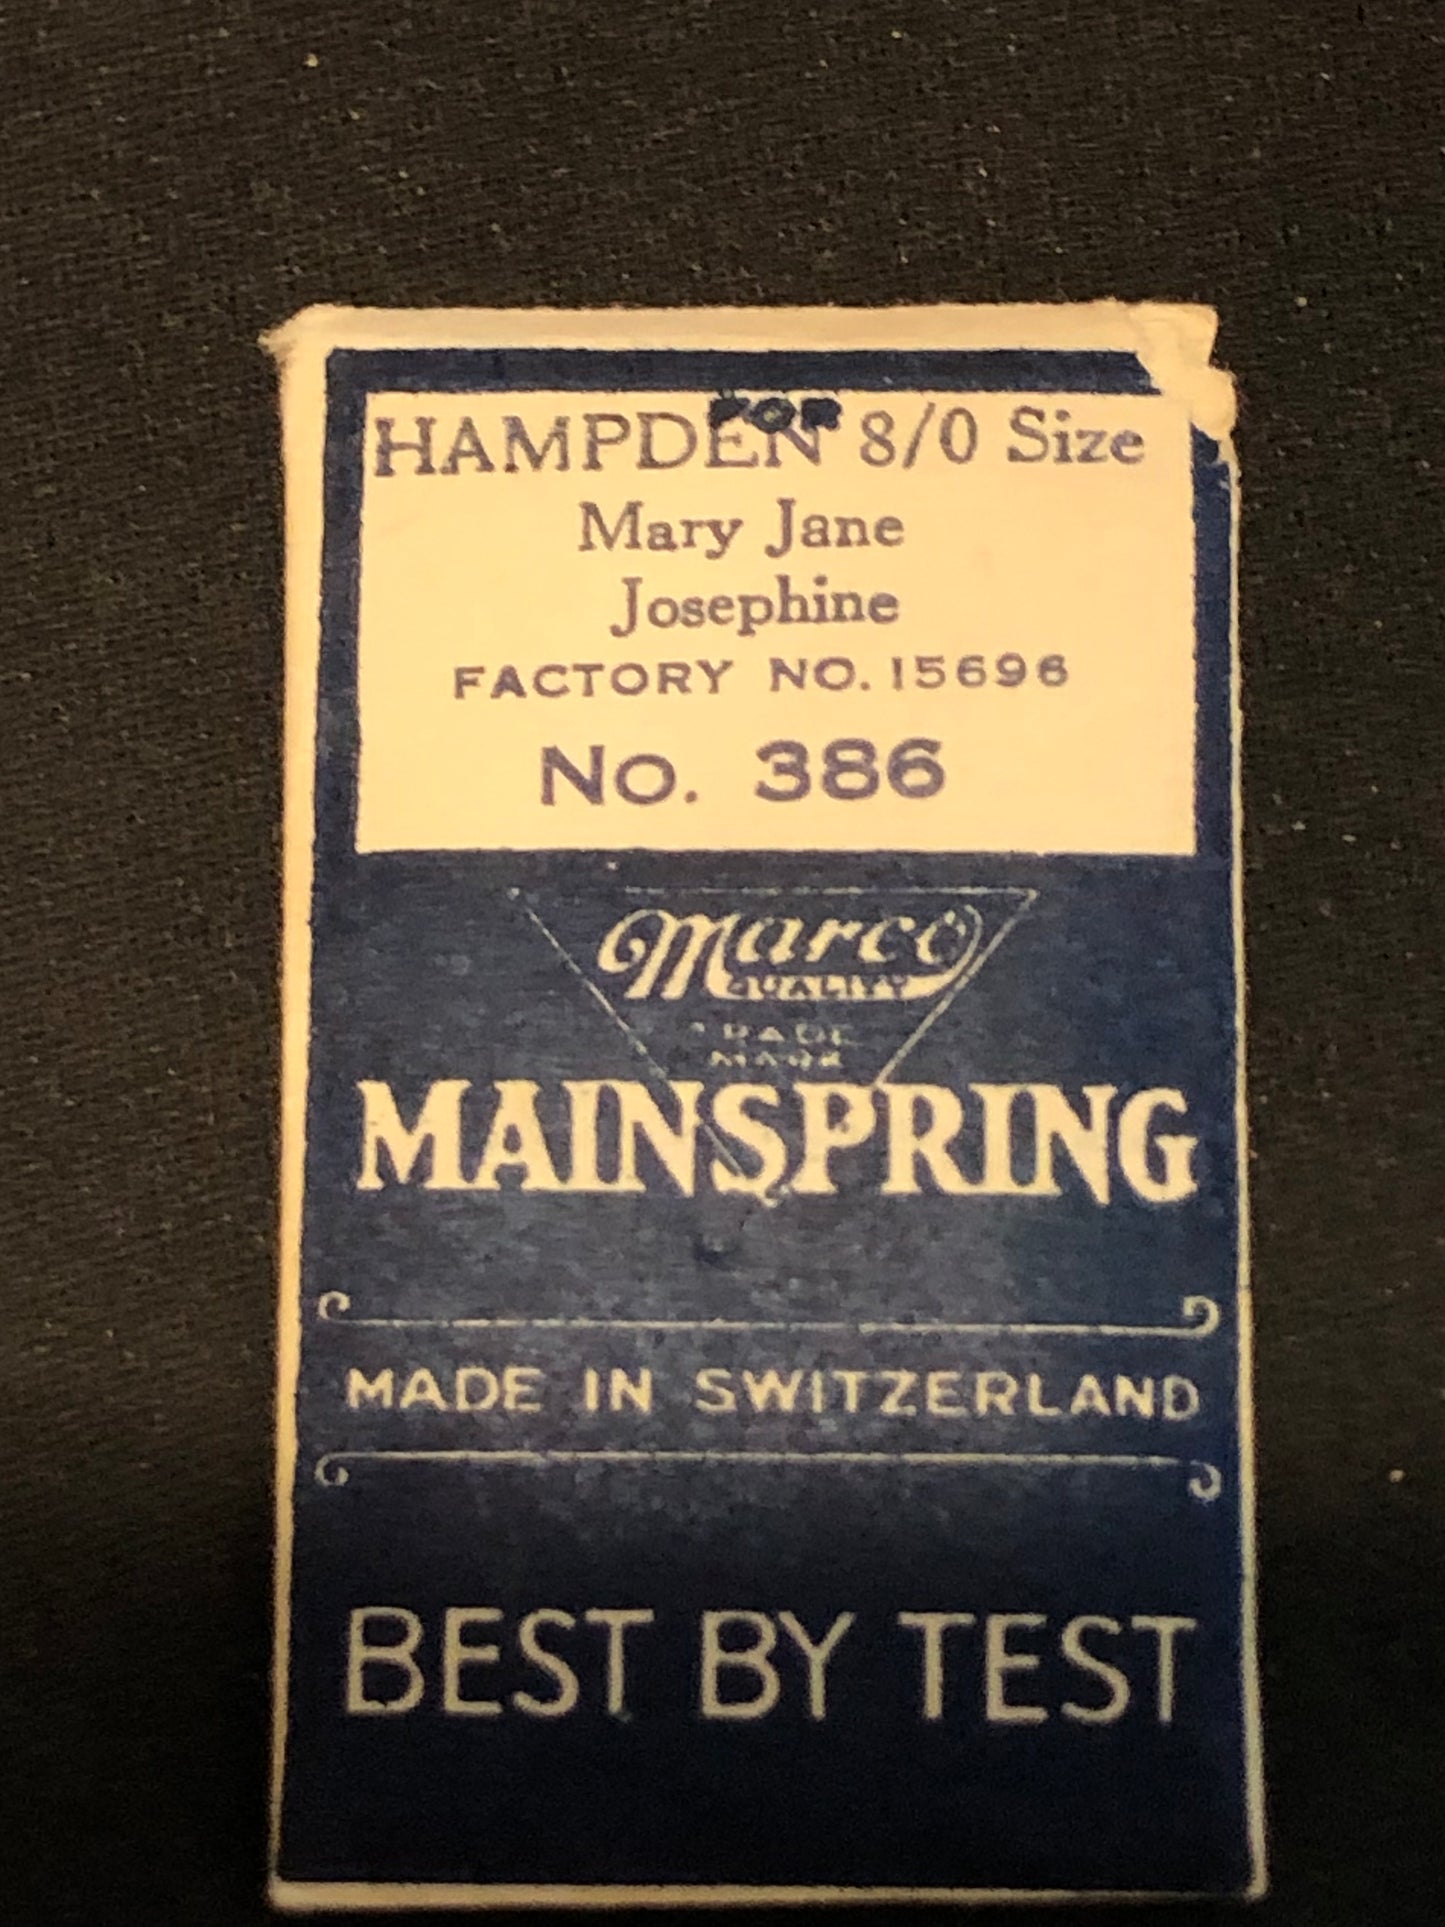 FOR
HAMPDEN 8/0 Size
Mary Jane
Josephine
FACTORY NO. 15696
No. 386
Marco
QUALITY
TRADE
MARK
MAINSPRING
MADE IN SWITZERLAND
BEST BY TEST